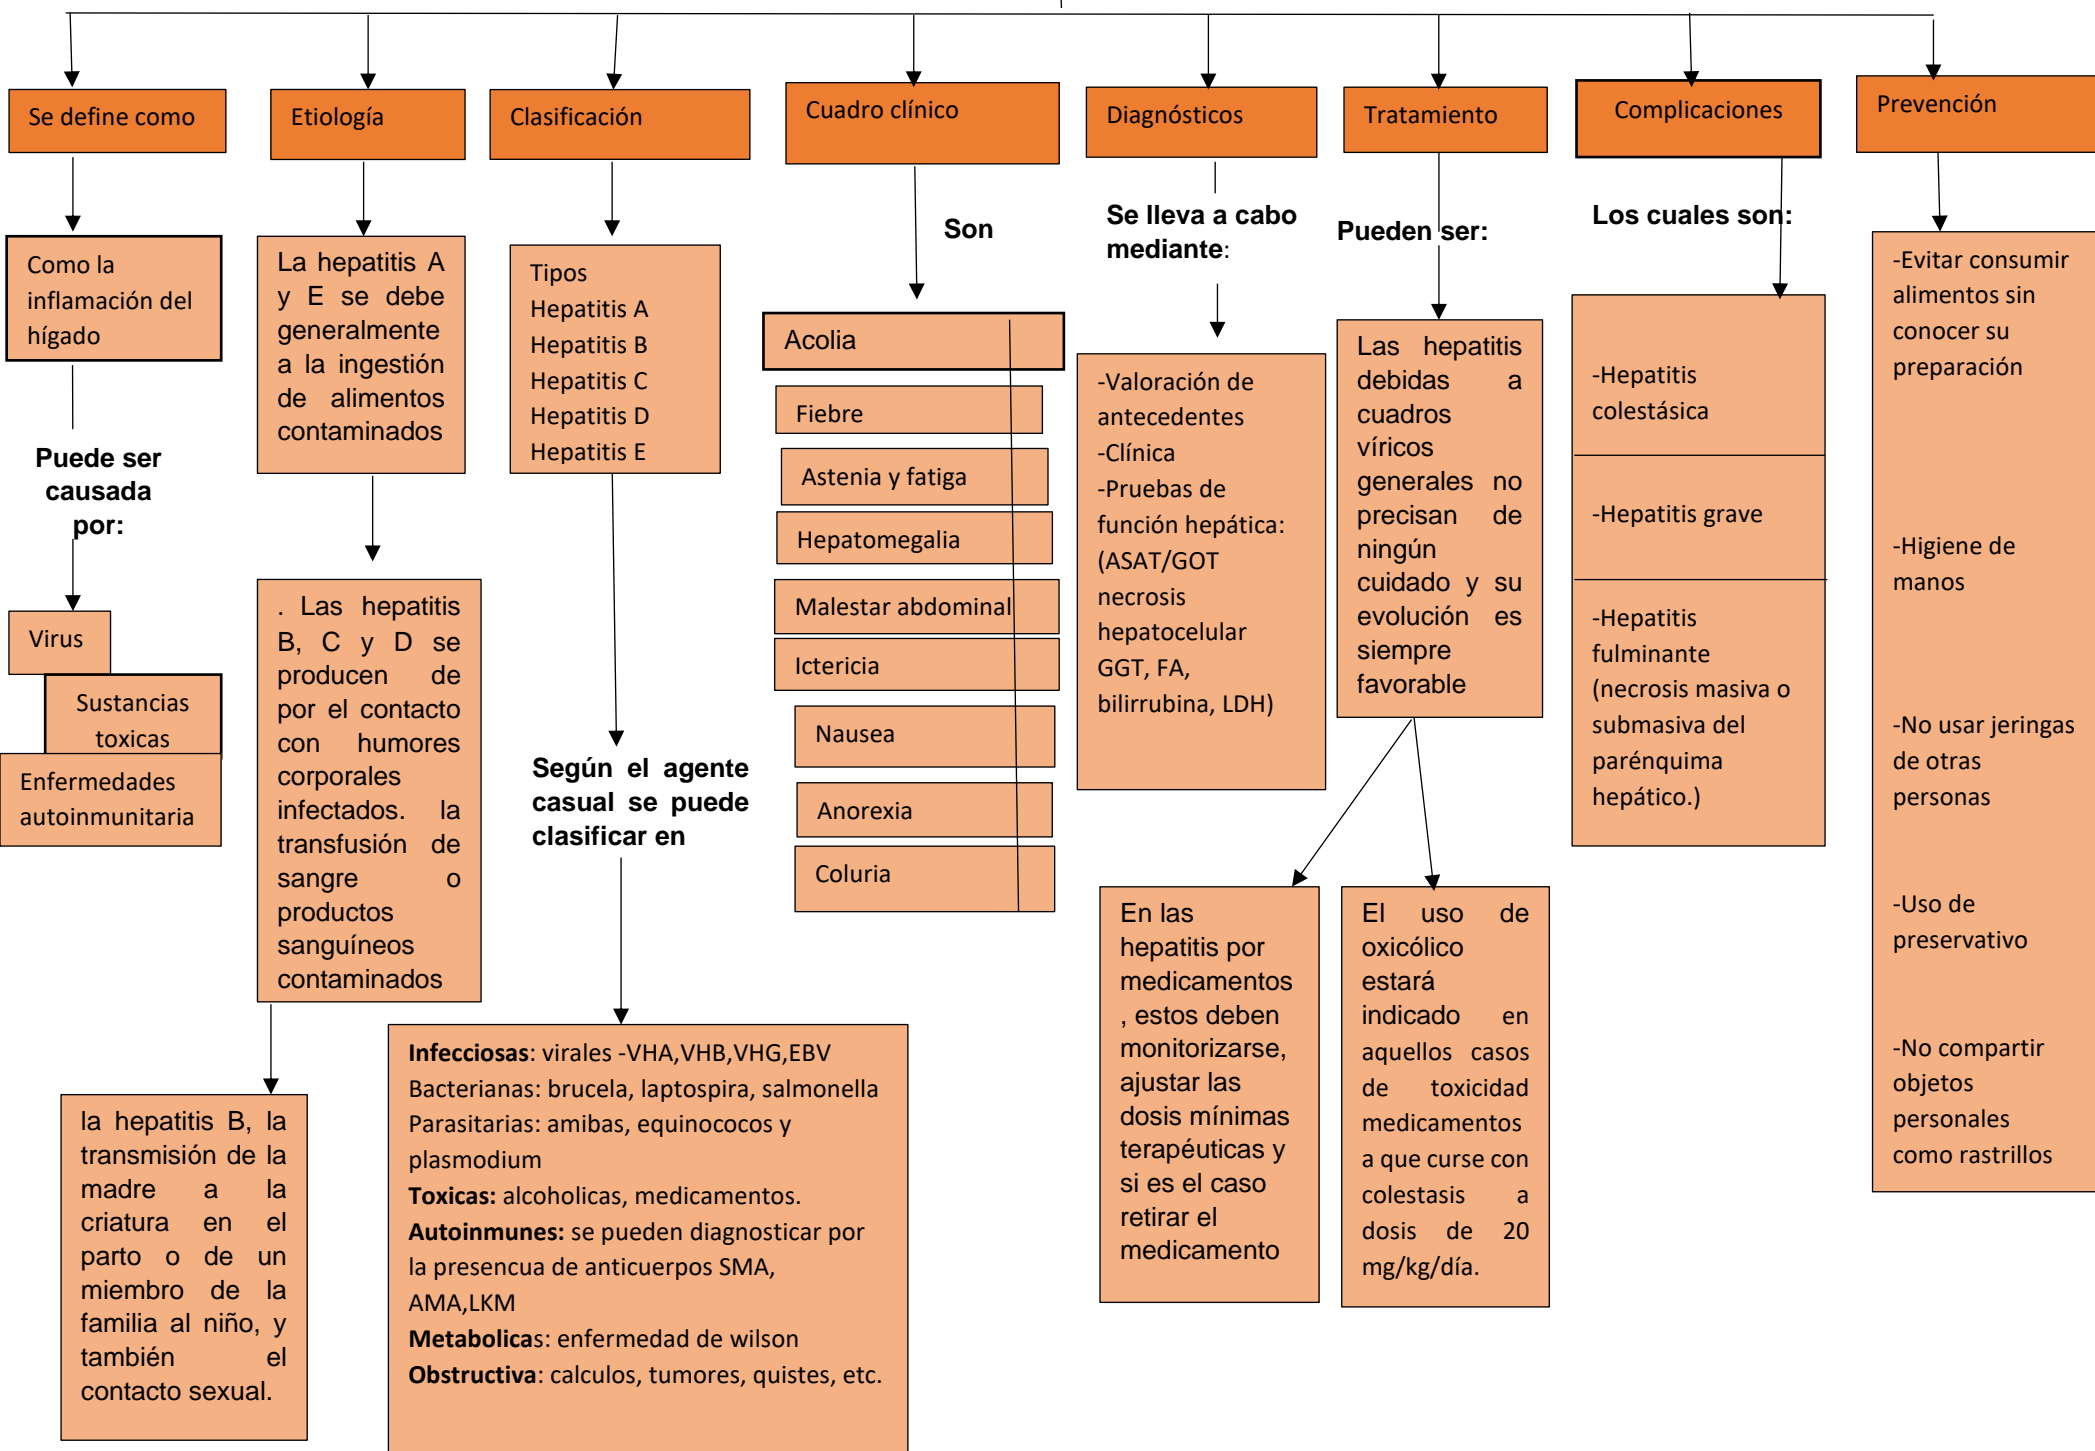 Se define como
Etiología
Clasificación
Cuadro clínico
Diagnósticos
Tratamiento
Complicaciones
Prevención
Como la
inflamación del
hígado
Puede ser
causada
por:
Virus
Sustancias
toxicas
Enfermedades
autoinmunitaria
La hepatitis A
y E se debe
generalmente
a la ingestión
de alimentos
contaminados
. Las hepatitis
B, C y D se
producen de
por el contacto
con humores
corporales
infectados. la
transfusión de
sangre o
productos
sanguíneos
contaminados
la hepatitis B, la
transmisión de la
madre a la
criatura en el
parto o de un
miembro de la
familia al niño, y
también el
contacto sexual.
Tipos
Hepatitis A
Hepatitis B
Hepatitis C
Hepatitis D
Hepatitis E
Según el agente
casual se puede
clasificar en
Infecciosas: virales -VHA,VHB,VHG,EBV
Bacterianas: brucela, laptospira, salmonella
Parasitarias: amibas, equinococos y
plasmodium
Toxicas: alcoholicas, medicamentos.
Autoinmunes: se pueden diagnosticar por
la presencua de anticuerpos SMA,
AMA,LKM
Metabolicas: enfermedad de wilson
Obstructiva: calculos, tumores, quistes, etc.
Son
Acolia
Fiebre
Astenia y fatiga
Hepatomegalia
Malestar abdominal
Ictericia
Nausea
Anorexia
Coluria
Se lleva a cabo
mediante:
-Valoración de
antecedentes
-Clínica
-Pruebas de
función hepática:
(ASAT/GOT
necrosis
hepatocelular
GGT, FA,
bilirrubina, LDH)
Pueden ser:
Las hepatitis
debidas a
cuadros
víricos
generales no
precisan de
ningún
cuidado y su
evolución es
siempre
favorable
En las
hepatitis por
medicamentos
, estos deben
monitorizarse,
ajustar las
dosis mínimas
terapéuticas y
si es el caso
retirar el
medicamento
El uso de
oxicólico
estará
indicado en
aquellos casos
de toxicidad
medicamentos
a que curse con
colestasis a
dosis de 20
mg/kg/día.
Los cuales son:
-Hepatitis
colestásica
-Hepatitis grave
-Hepatitis
fulminante
(necrosis masiva o
submasiva del
parénquima
hepático.)
-Evitar consumir
alimentos sin
conocer su
preparación
-Higiene de
manos
-No usar jeringas
de otras
personas
-Uso de
preservativo
-No compartir
objetos
personales
como rastrillos